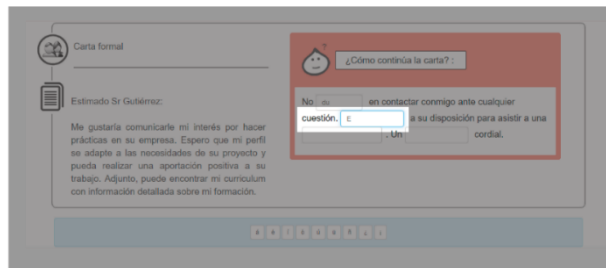 Carta formal
¿Cómo continúa la carta? :
Estimado Sr Gutiérrez:
Me gustaría comunicarle mi interés por hacer
prácticas en su empresa. Espero que mi perfil
se adapte a las necesidades de su proyecto y
pueda realizar una aportación positiva a su
trabajo. Adjunto, puede encontrar mi curriculum
con información detallada sobre mi formación.
No du en contactar conmigo ante cualquier
cuestión. E a su disposición para asistir a una
. Un cordial.